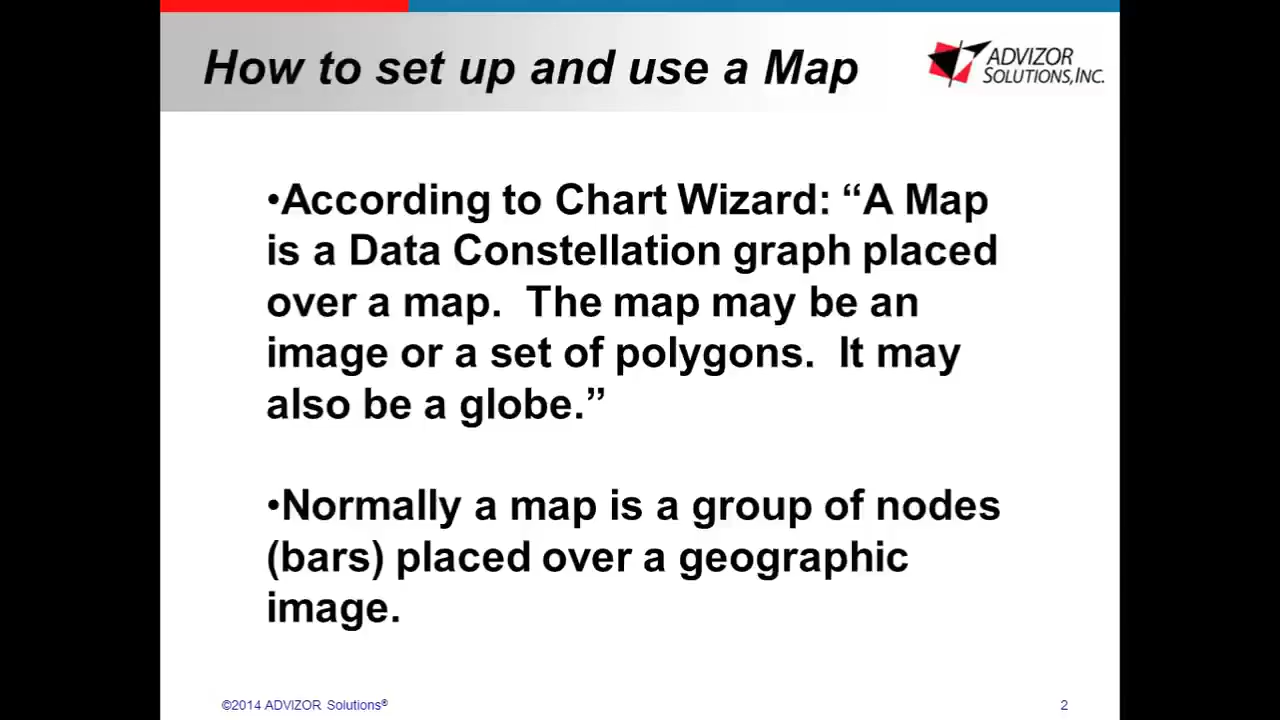 How to set up and use a Map
ADVIZOR
SOLUTIONS, INC.
•According to Chart Wizard: “A Map
is a Data Constellation graph placed
over a map.  The map may be an
image or a set of polygons.  It may
also be a globe.”
•Normally a map is a group of nodes
(bars) placed over a geographic
image.
©2014 ADVIZOR Solutions®
2